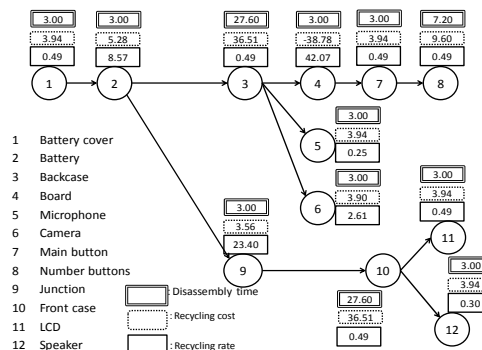 3.00 3.00 27.60 3.00 3.00 7.20
3.94 5.28 36.51 -38.78 3.94 9.60
0.49 8.57 0.49 42.07 0.49 0.49
1 2 3 4 7 8
3.00
3.94
0.25
5
3.00
3.90
2.61
6
3.00
3.94
0.49
11
3.00
3.56
23.40
9
10
27.60
36.51
0.49
3.00
3.94
0.30
12
1 Battery cover
2 Battery
3 Backcase
4 Board
5 Microphone
6 Camera
7 Main button
8 Number buttons
9 Junction
10 Front case
11 LCD
12 Speaker
: Disassembly time
: Recycling cost
: Recycling rate